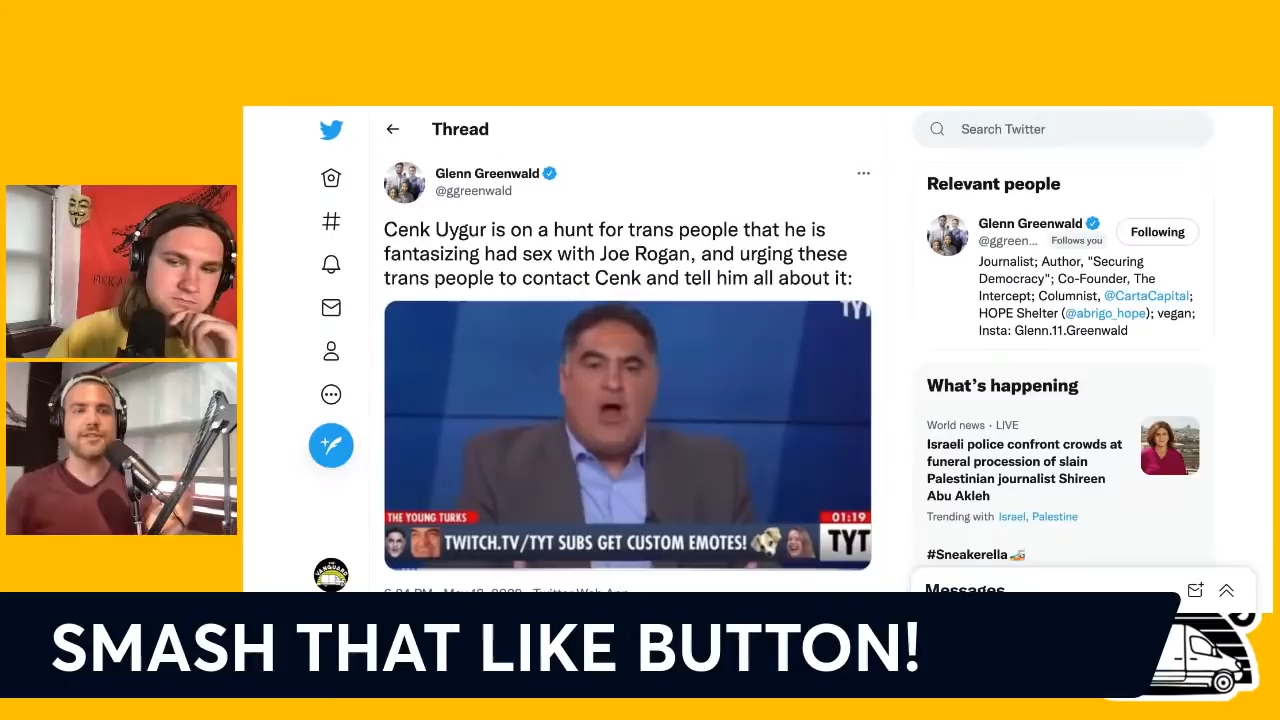 Thread
Search Twitter
Glenn Greenwald
@ggreenwald
Cenk Uygur is on a hunt for trans people that he is
fantasizing had sex with Joe Rogan, and urging these
trans people to contact Cenk and tell him all about it:
TYT
THE YOUNG TURKS
01:19
TWITCH.TV/TYT SUBS GET CUSTOM EMOTES!
TYT
Relevant people
Glenn Greenwald
@ggreen... Follows you
Following
Journalist; Author, "Securing
Democracy"; Co-Founder, The
Intercept; Columnist, @CartaCapital;
HOPE Shelter (@abrigo_hope); vegan;
Insta: Glenn.11.Greenwald
What's happening
World news · LIVE
Israeli police confront crowds at
funeral procession of slain
Palestinian journalist Shireen
Abu Akleh
Trending with Israel, Palestine
#Sneakerella
Messages
VANGUARD
SMASH THAT LIKE BUTTON!